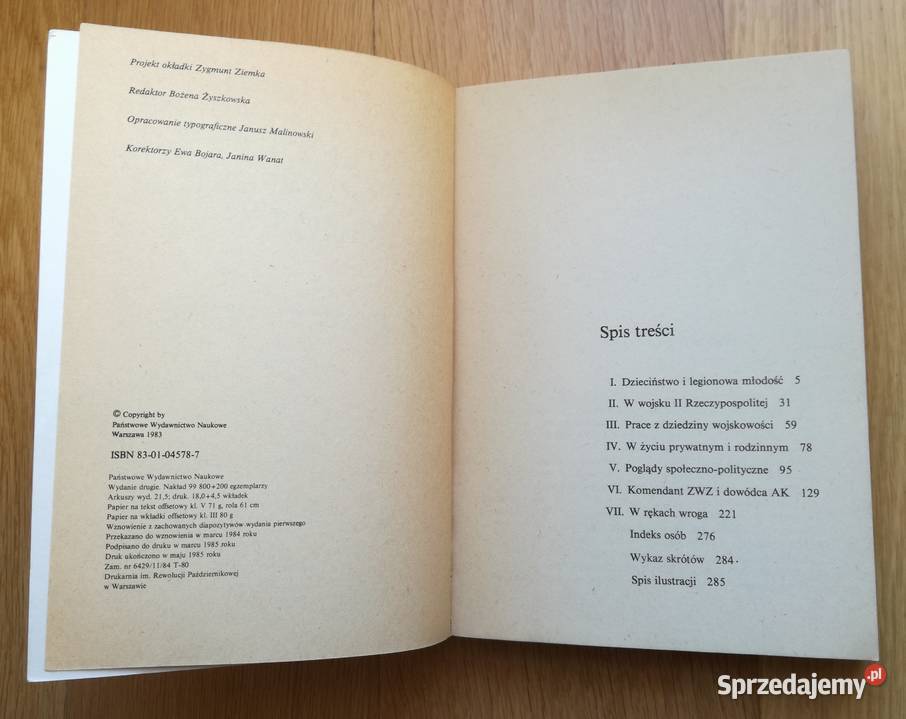 Projekt okładki Zygmunt Ziemka
Redaktor Bożena Żyszkowska
Opracowanie typograficzne Janusz Malinowski
Korektorzy Ewa Bojara, Janina Wanat
© Copyright by
Państwowe Wydawnictwo Naukowe
Warszawa 1983
ISBN 83-01-04578-7
Państwowe Wydawnictwo Naukowe
Wydanie drugie. Nakład 99 800+200 egzemplarzy
Arkuszy wyd. 21,5; druk. 18,0+4,5 wkładek
Papier na tekst offsetowy kl. V 71 g, rola 61 cm
Papier na wkładki offsetowy kl. III 80 g
Wznowienie z zachowanych diapozytywów wydania pierwszego
Przekazano do wznowienia w marcu 1984 roku
Podpisano do druku w marcu 1985 roku
Druk ukończono w maju 1985 roku
Zam. nr 6429/11/84 T-80
Drukarnia im. Rewolucji Październikowej
w Warszawie
Spis treści
I. Dzieciństwo i legionowa młodość 5
II. W wojsku II Rzeczypospolitej 31
III. Prace z dziedziny wojskowości 59
IV. W życiu prywatnym i rodzinnym 78
V. Poglądy społeczno-polityczne 95
VI. Komendant ZWZ i dowódca AK 129
VII. W rękach wroga 221
Indeks osób 276
Wykaz skrótów 284
Spis ilustracji 285
Sprzedajemy.pl